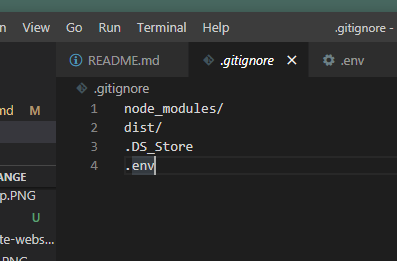 View Go Run Terminal Help .gitignore -
README.md .gitignore .env
.gitignore
md M
1 node_modules/
2 dist/
3 .DS_Store
4 .env
ANGE
p.PNG
U
te-webs...
.PNG